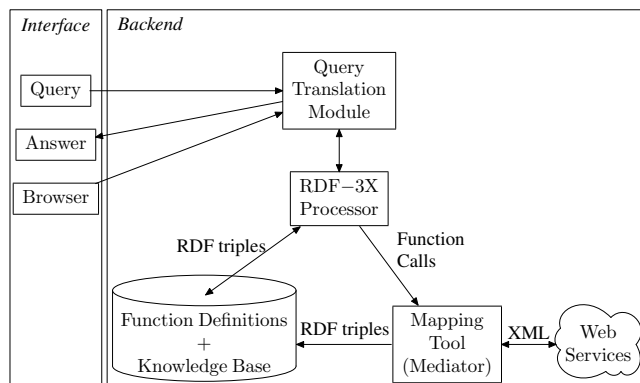 Interface
Backend
Query
Answer
Browser
Query
Translation
Module
RDF−3X
Processor
RDF triples
Function
Calls
Function Definitions
+
Knowledge Base
RDF triples
Mapping
Tool
(Mediator)
XML
Web
Services